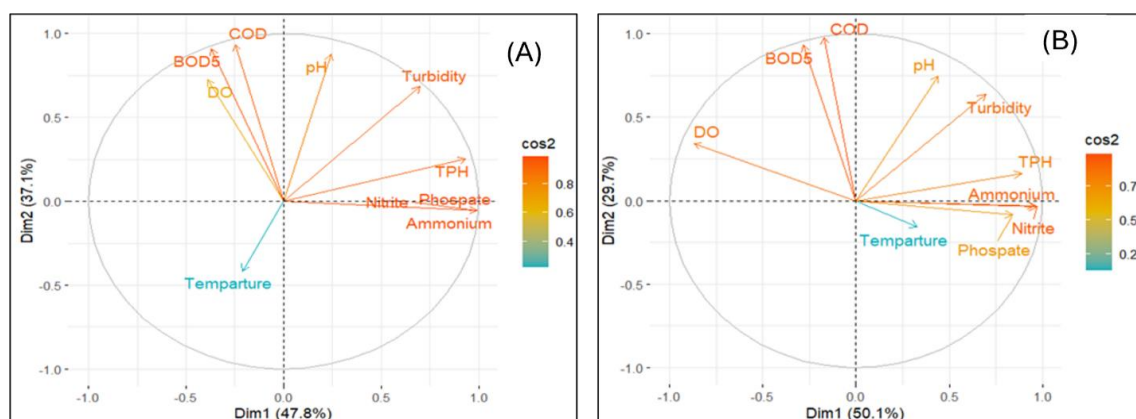 (A)
1.0
0.5
0.0
-0.5
-1.0
Dim2 (37.1%)
COD
BOD5
DO
pH
Turbidity
TPH
Nitrite
Phospate
Ammonium
Temparture
-1.0 -0.5 0.0 0.5 1.0
Dim1 (47.8%)
cos2
0.8
0.6
0.4
(B)
1.0
0.5
0.0
-0.5
-1.0
Dim2 (29.7%)
COD
BOD5
DO
pH
Turbidity
TPH
Ammonium
Nitrite
Phospate
Temparture
-1.0 -0.5 0.0 0.5 1.0
Dim1 (50.1%)
cos2
0.7
0.5
0.2